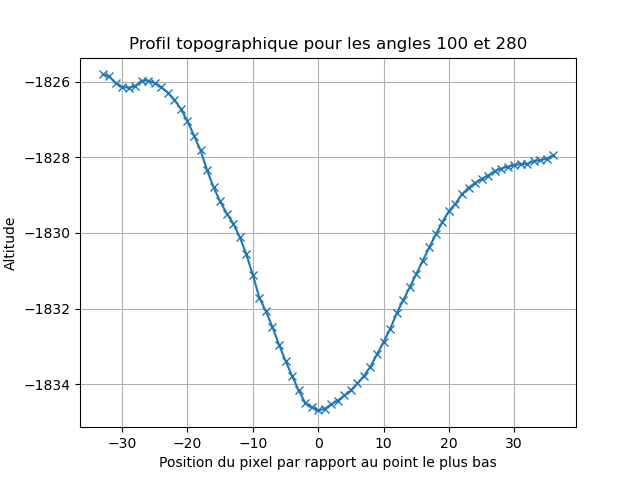 Profil topographique pour les angles 100 et 280
−1826
−1828
−1830
−1832
−1834
Altitude
−30 −20 −10 0 10 20 30
Position du pixel par rapport au point le plus bas